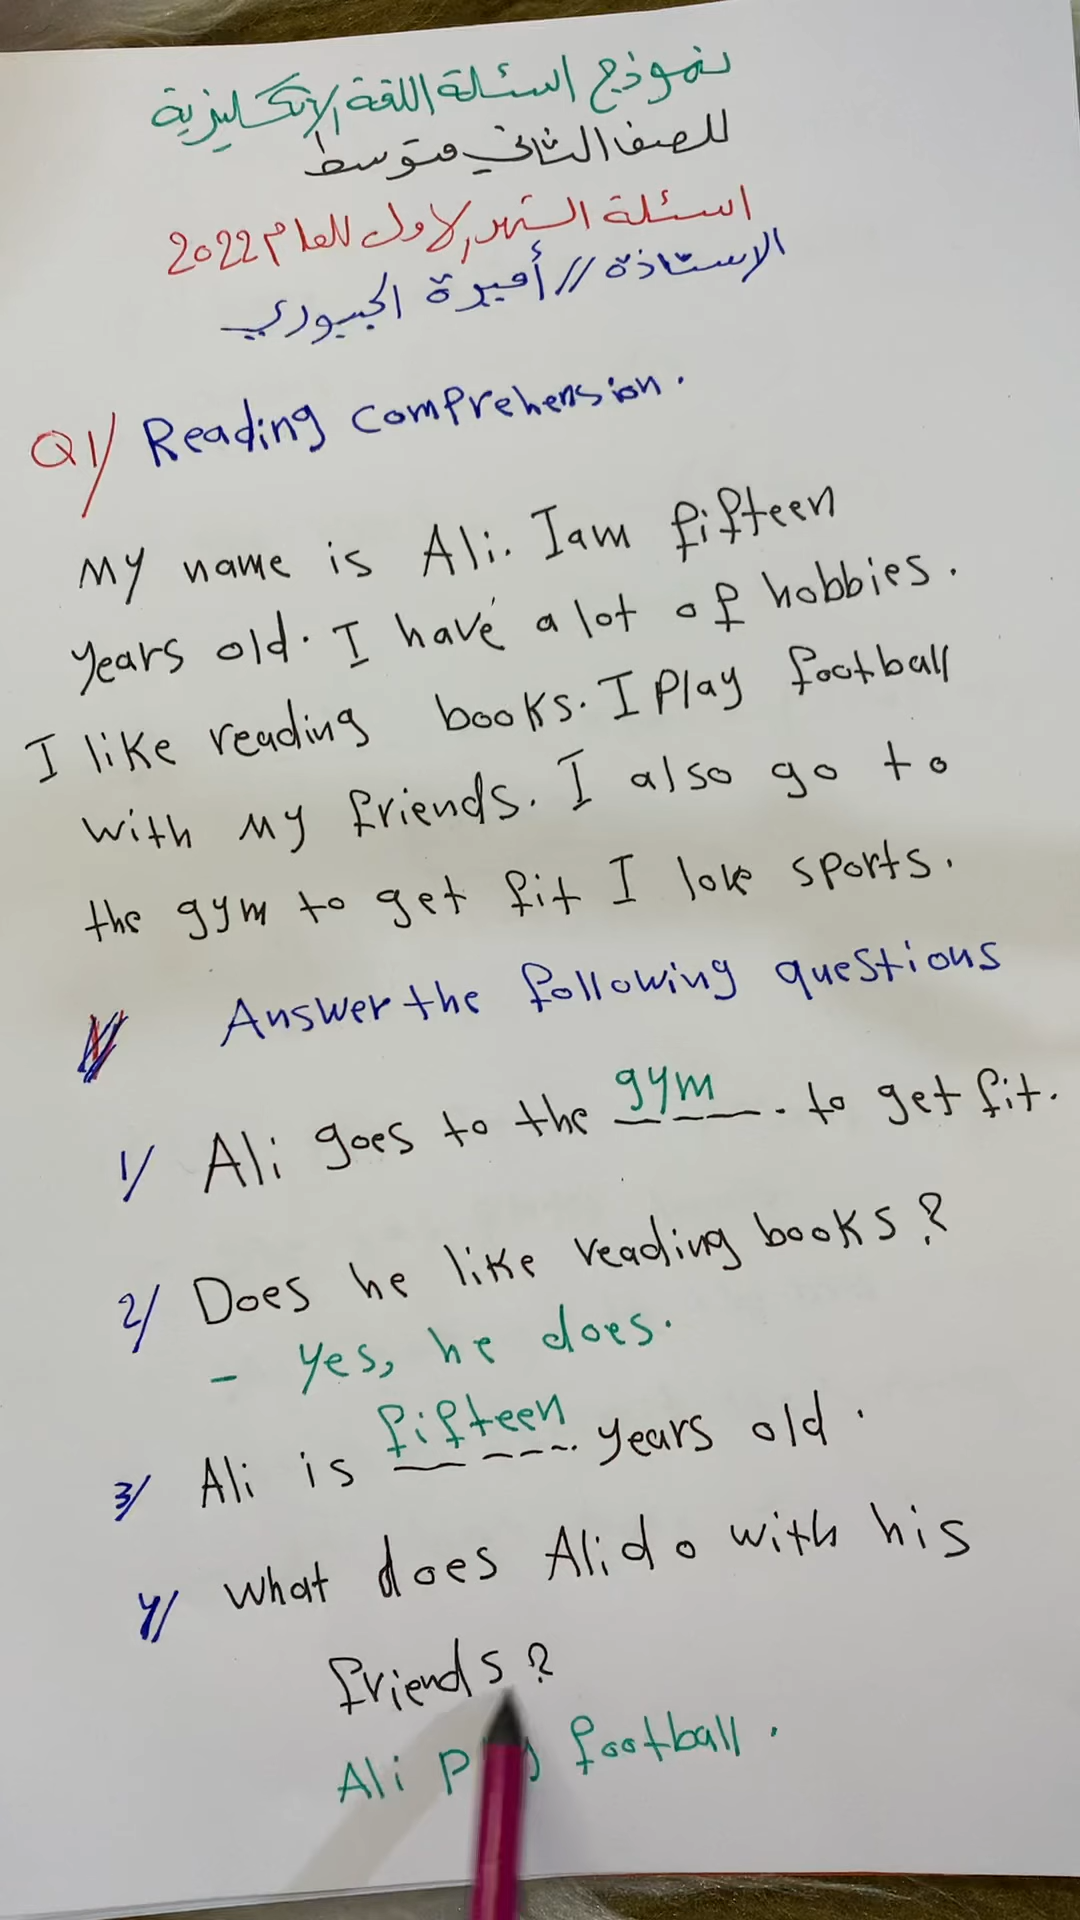 نموذج اسئلة اللغة الإنكليزية
للصف الثاني متوسط
اسئلة الشهر الاول للعام 2022
الاستاذة // أميرة الجبوري
Q1/ Reading comprehension.
My name is Ali. I am fifteen
years old. I have a lot of hobbies.
I like reading books. I play football
with my friends. I also go to
the gym to get fit I love sports.
Answer the following questions
1/ Ali goes to the gym to get fit.
2/ Does he like reading books?
- Yes, he does.
3/ Ali is fifteen years old.
4/ What does Ali do with his
friends?
Ali football.